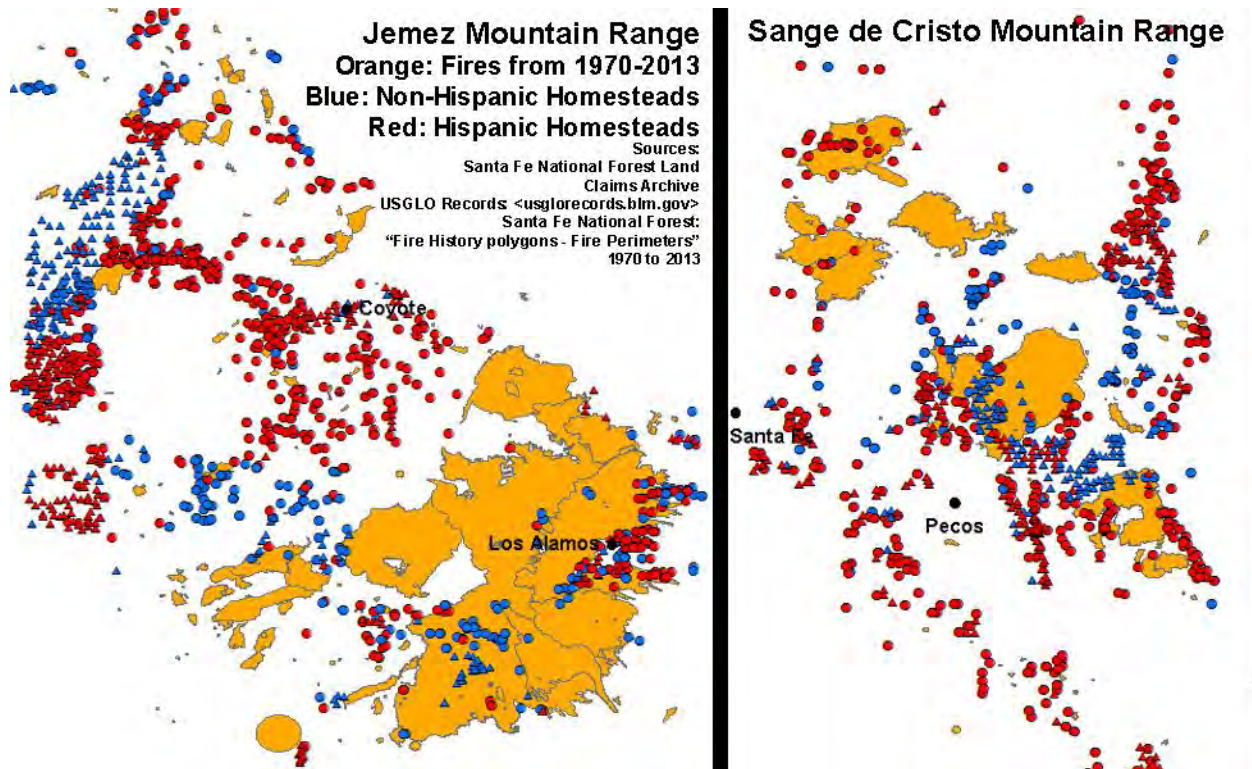 Jemez Mountain Range
Orange: Fires from 1970-2013
Blue: Non-Hispanic Homesteads
Red: Hispanic Homesteads
Sources:
Santa Fe National Forest Land
Claims Archive
USGLO Records: <usglorecords.blm.gov>
Santa Fe National Forest:
“Fire History polygons - Fire Perimeters”
1970 to 2013
Coyote
Los Alamos
Sange de Cristo Mountain Range
Santa Fe
Pecos